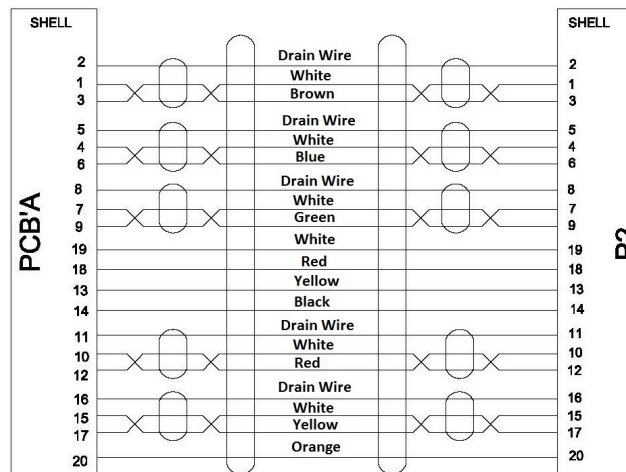 SHELL SHELL
2 Drain Wire 2
1 White 1
3 Brown 3
5 Drain Wire 5
4 White 4
6 Blue 6
8 Drain Wire 8
7 White 7
9 Green 9
PCB'A
19 White 19
18 Red 18
13 Yellow 13
14 Black 14
11 Drain Wire 11
10 White 10
12 Red 12
16 Drain Wire 16
15 White 15
17 Yellow 17
20 Orange 20